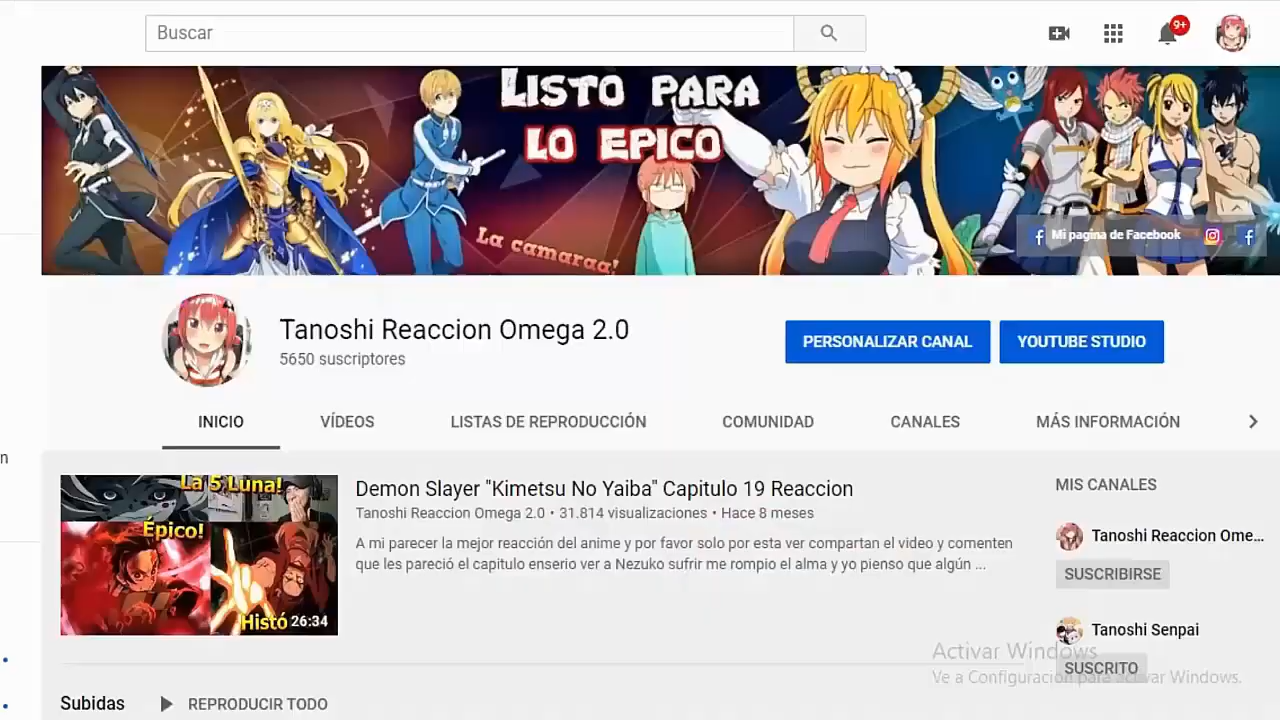 Buscar
9+
LISTO PARA
LO EPICO
La camaraa!
Mi pagina de Facebook
Tanoshi Reaccion Omega 2.0
5650 suscriptores
PERSONALIZAR CANAL
YOUTUBE STUDIO
INICIO
VÍDEOS
LISTAS DE REPRODUCCIÓN
COMUNIDAD
CANALES
MÁS INFORMACIÓN
n
La 5 Luna!
Épico!
Histó
26:34
Demon Slayer "Kimetsu No Yaiba" Capitulo 19 Reaccion
Tanoshi Reaccion Omega 2.0 • 31.814 visualizaciones • Hace 8 meses
A mi parecer la mejor reacción del anime y por favor solo por esta ver compartan el video y comenten
que les pareció el capitulo enserio ver a Nezuko sufrir me rompio el alma y yo pienso que algún ...
MIS CANALES
Tanoshi Reaccion Ome...
SUSCRIBIRSE
Tanoshi Senpai
SUSCRITO
Activar Windows
Ve a Configuración para activar Windows.
Subidas
REPRODUCIR TODO